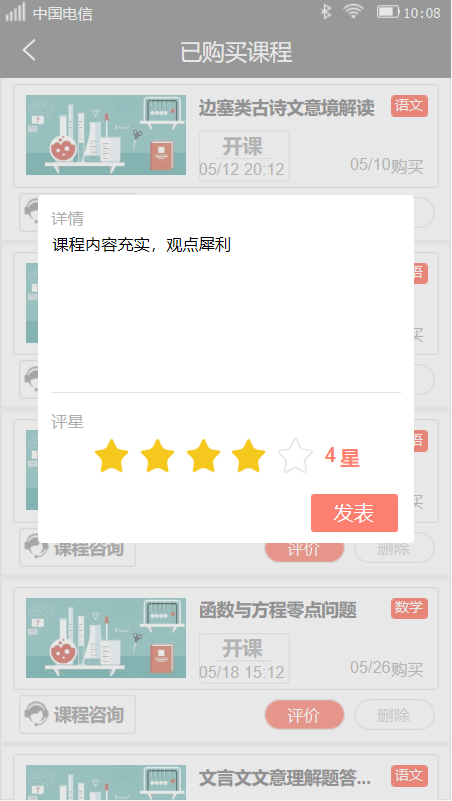 中国电信 10:08
已购买课程
边塞类古诗文意境解读 语文
开课
05/12 20:12 05/10购买
详情
课程内容充实，观点犀利
语
买
评星
4 星
语
发表
买
课程咨询 评价 删除
函数与方程零点问题 数学
开课
05/18 15:12 05/26购买
课程咨询 评价 删除
文言文文意理解题答... 语文